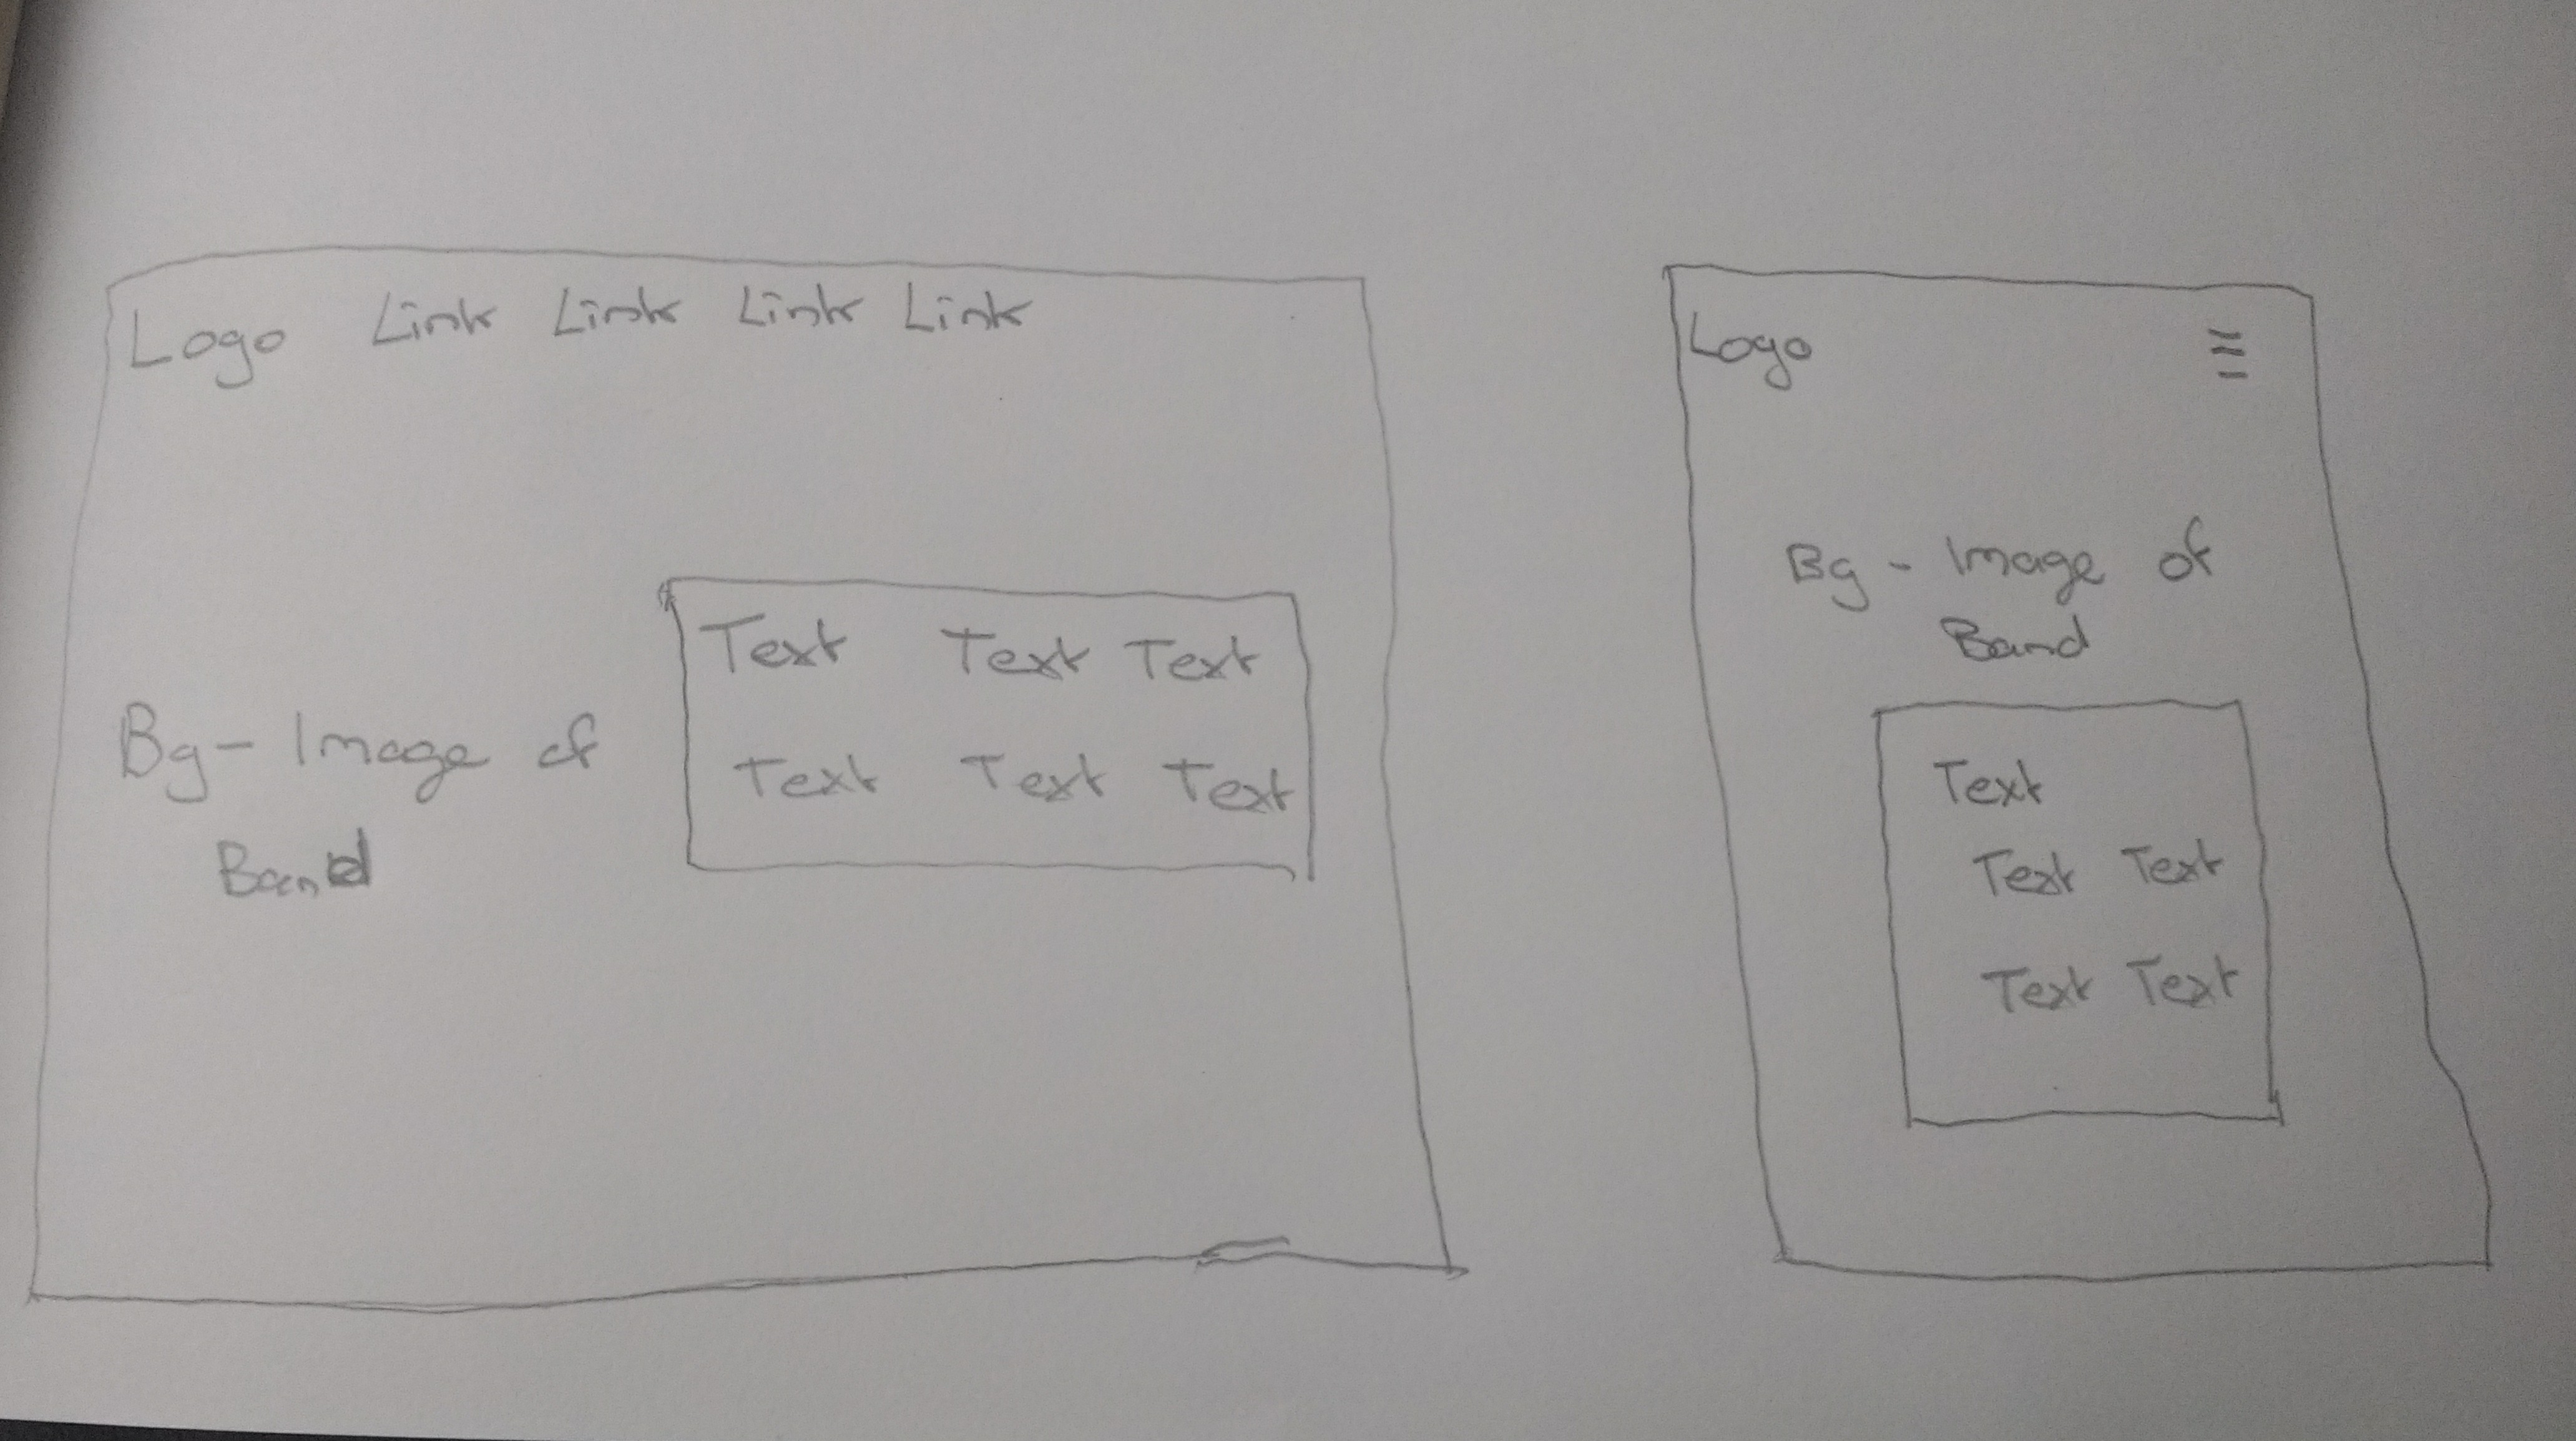 Logo Link Link Link Link
Text Text Text
Bg - Image of
Text Text Text
Band
Logo
Bg - Image of
Band
Text
Text Text
Text Text